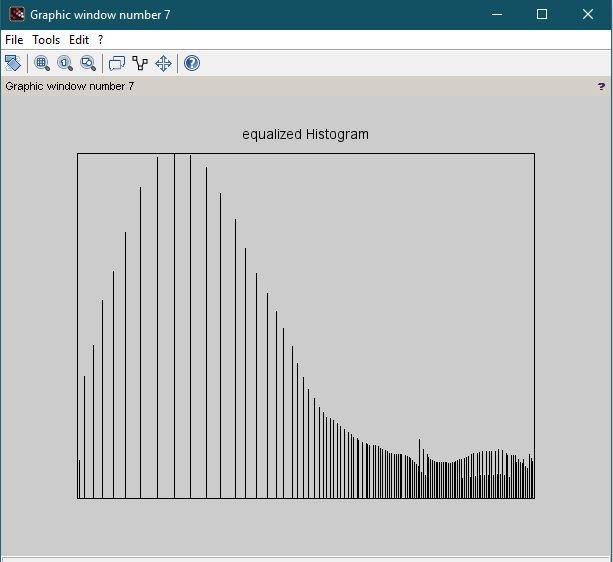 Graphic window number 7
File Tools Edit ?
Graphic window number 7 ?
equalized Histogram